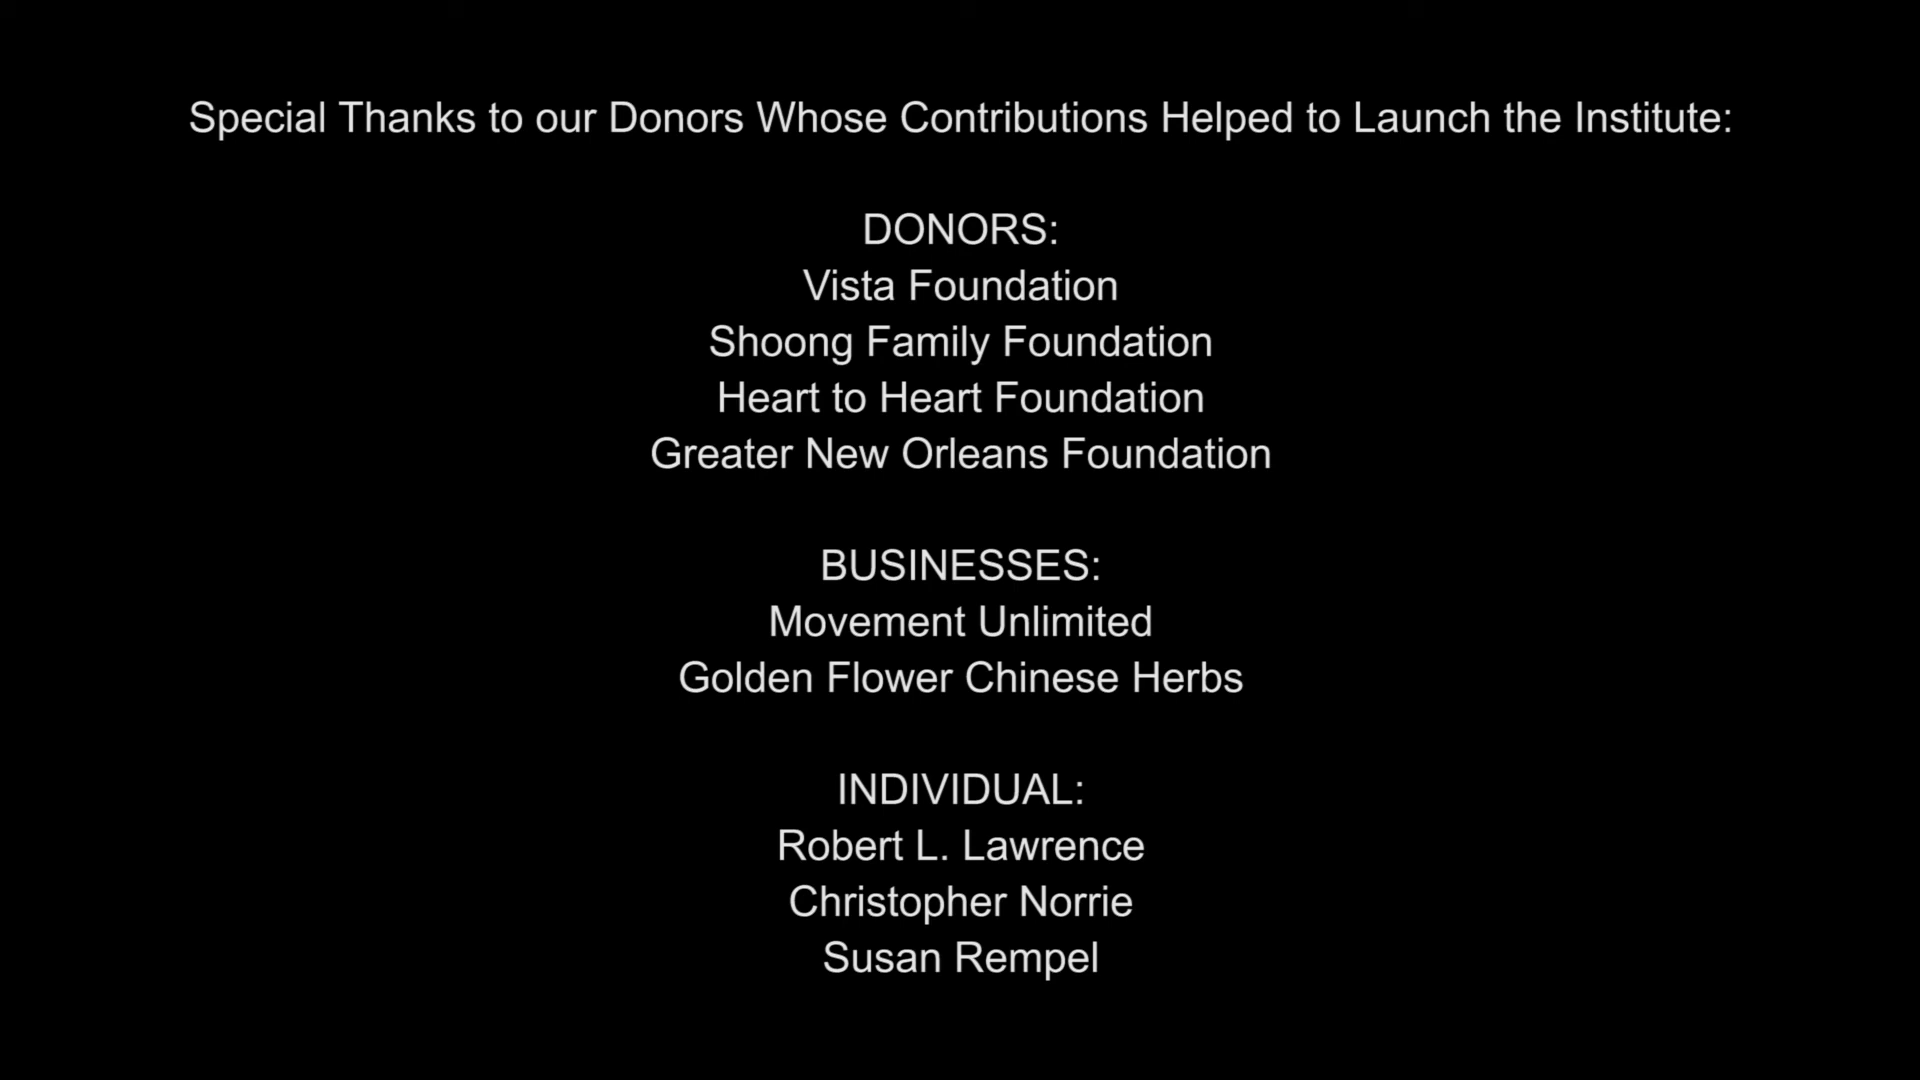 Special Thanks to our Donors Whose Contributions Helped to Launch the Institute:
DONORS:
Vista Foundation
Shoong Family Foundation
Heart to Heart Foundation
Greater New Orleans Foundation
BUSINESSES:
Movement Unlimited
Golden Flower Chinese Herbs
INDIVIDUAL:
Robert L. Lawrence
Christopher Norrie
Susan Rempel